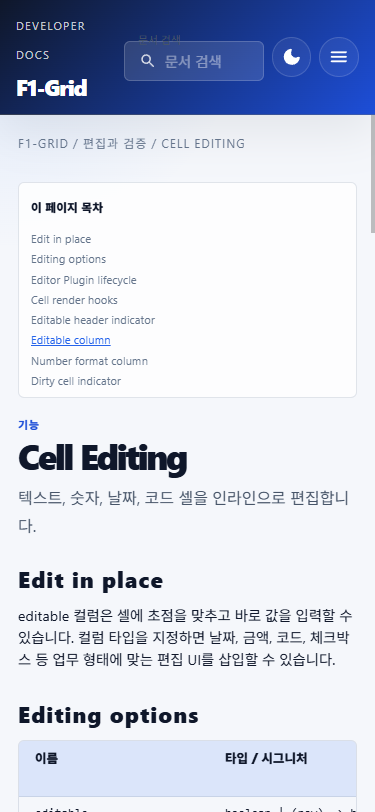 DEVELOPER
DOCS
F1-Grid
문서 검색
문서 검색
F1-GRID / 편집과 검증 / CELL EDITING
이 페이지 목차
Edit in place
Editing options
Editor Plugin lifecycle
Cell render hooks
Editable header indicator
Editable column
Number format column
Dirty cell indicator
기능
Cell Editing
텍스트, 숫자, 날짜, 코드 셀을 인라인으로 편집합니
다.
Edit in place
editable 컬럼은 셀에 초점을 맞추고 바로 값을 입력할 수
있습니다. 컬럼 타입을 지정하면 날짜, 금액, 코드, 체크박
스 등 업무 형태에 맞는 편집 UI를 삽입할 수 있습니다.
Editing options
이름 타입 / 시그니처